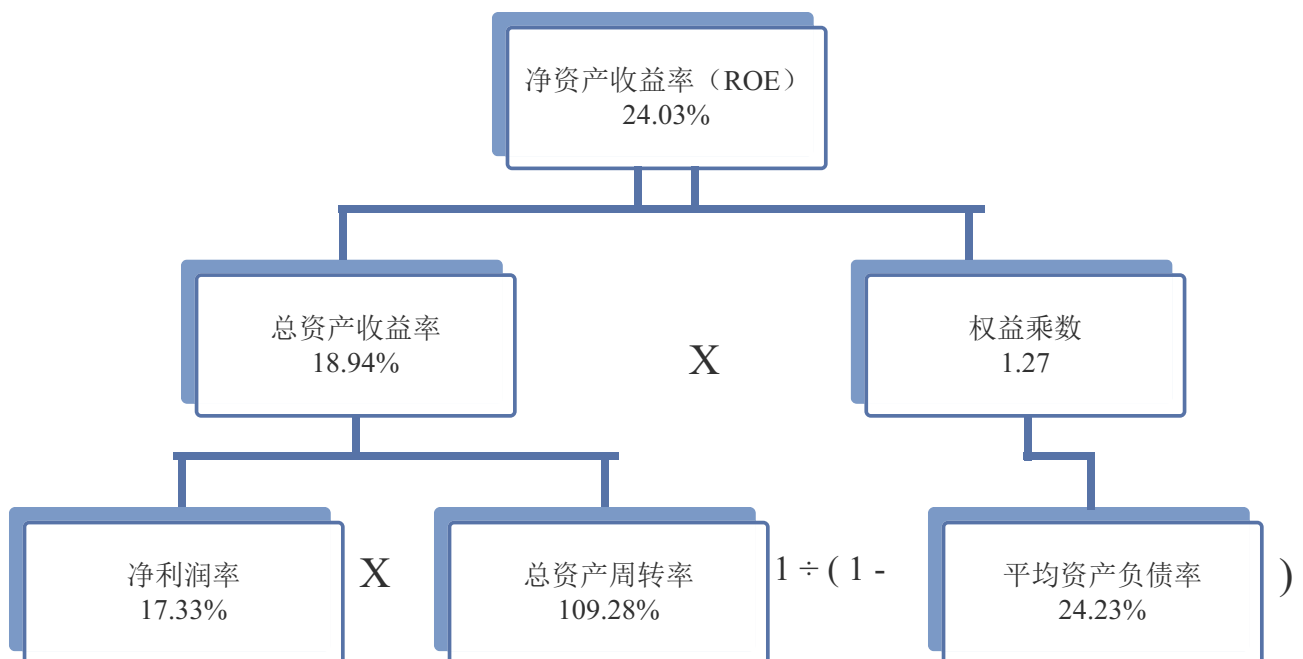 净资产收益率（ROE）
24.03%
总资产收益率
18.94%
X
权益乘数
1.27
净利润率
17.33%
X
总资产周转率
109.28%
1 ÷ ( 1 -
平均资产负债率
24.23%
)